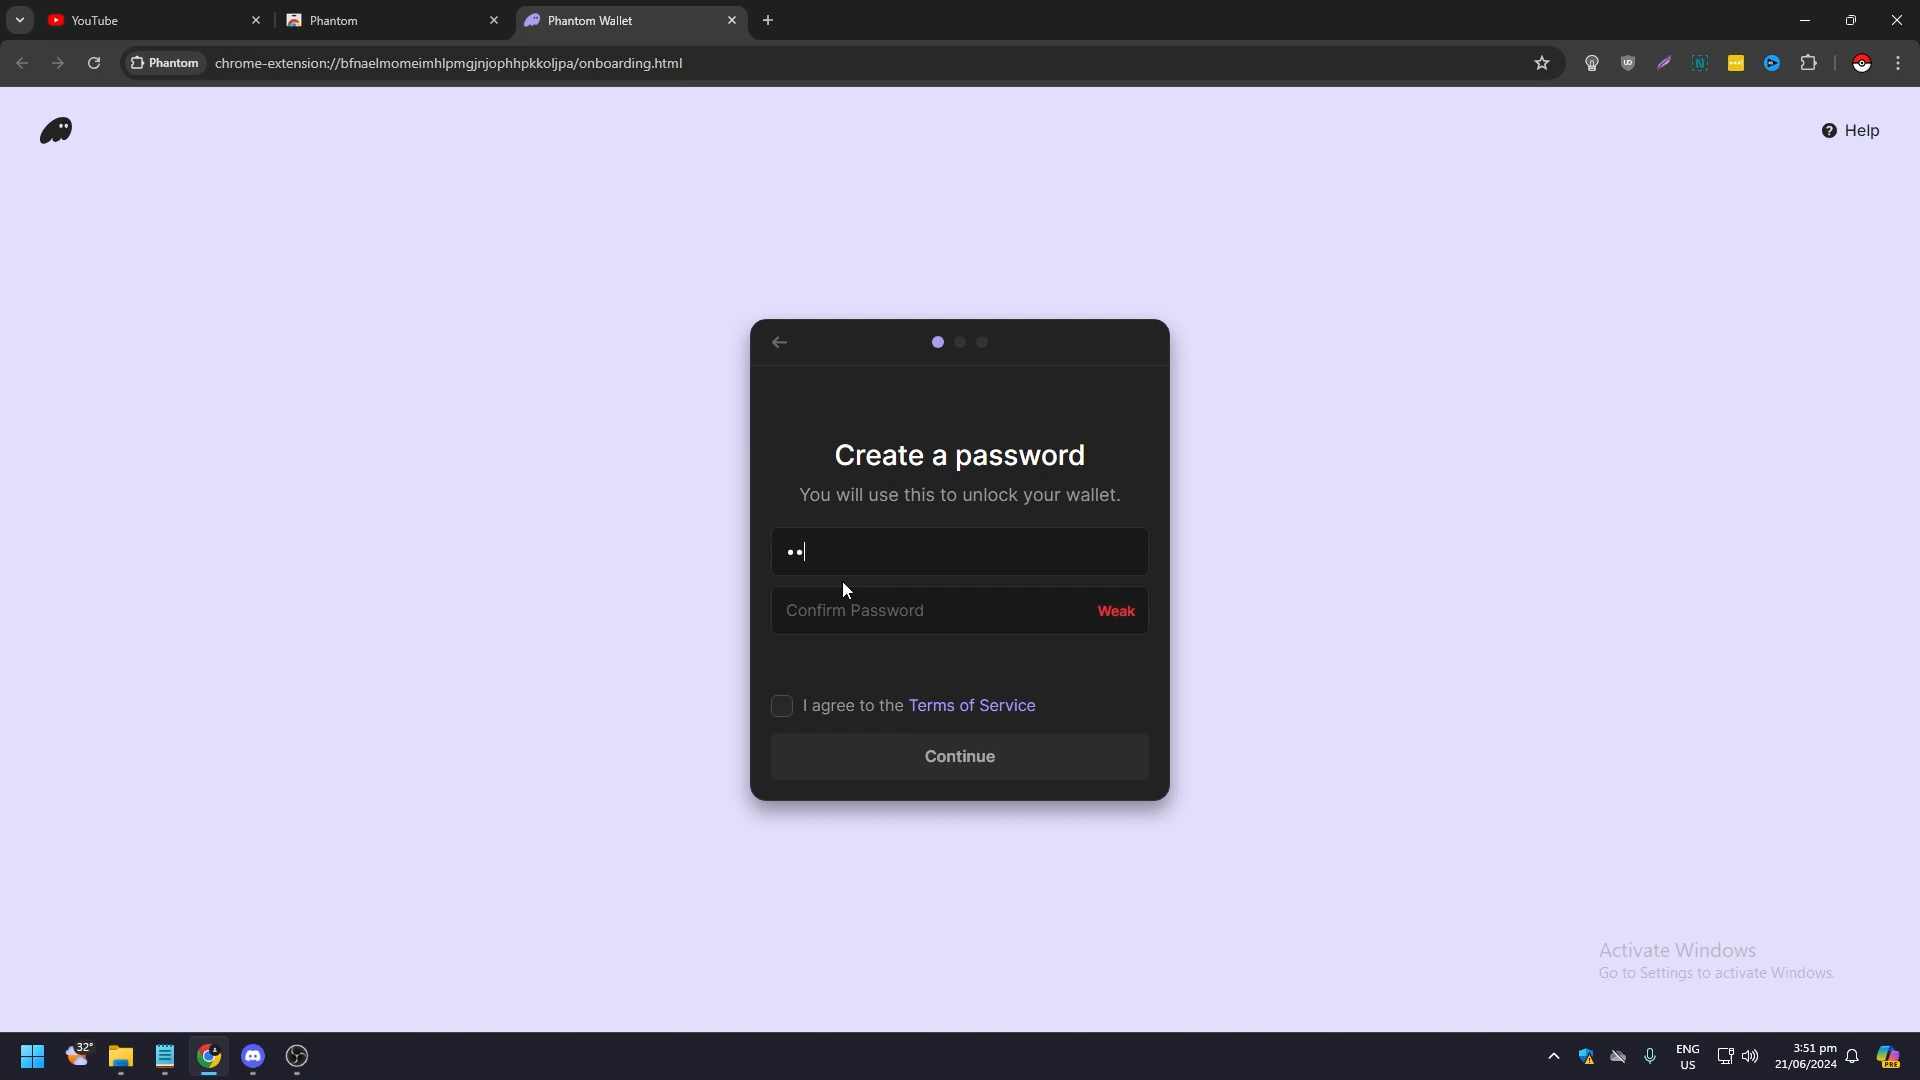 YouTube
Phantom
Phantom Wallet
Phantom
chrome-extension://bfnaelmomeimhlpmgjnjophhpkkoljpa/onboarding.html
Help
Create a password
You will use this to unlock your wallet.
Confirm Password
Weak
I agree to the Terms of Service
Continue
Activate Windows
Go to Settings to activate Windows.
32°
ENG
US
3:51 pm
21/06/2024
PRE